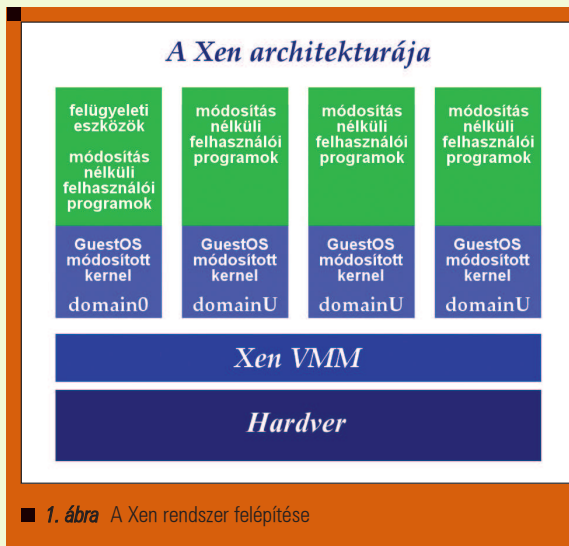 A Xen architekturája
felügyeleti
eszközök
módosítás
nélküli
felhasználói
programok
GuestOS
módosított
kernel
domain0
módosítás
nélküli
felhasználói
programok
GuestOS
módosított
kernel
domainU
módosítás
nélküli
felhasználói
programok
GuestOS
módosított
kernel
domainU
módosítás
nélküli
felhasználói
programok
GuestOS
módosított
kernel
domainU
Xen VMM
Hardver
1. ábra A Xen rendszer felépítése